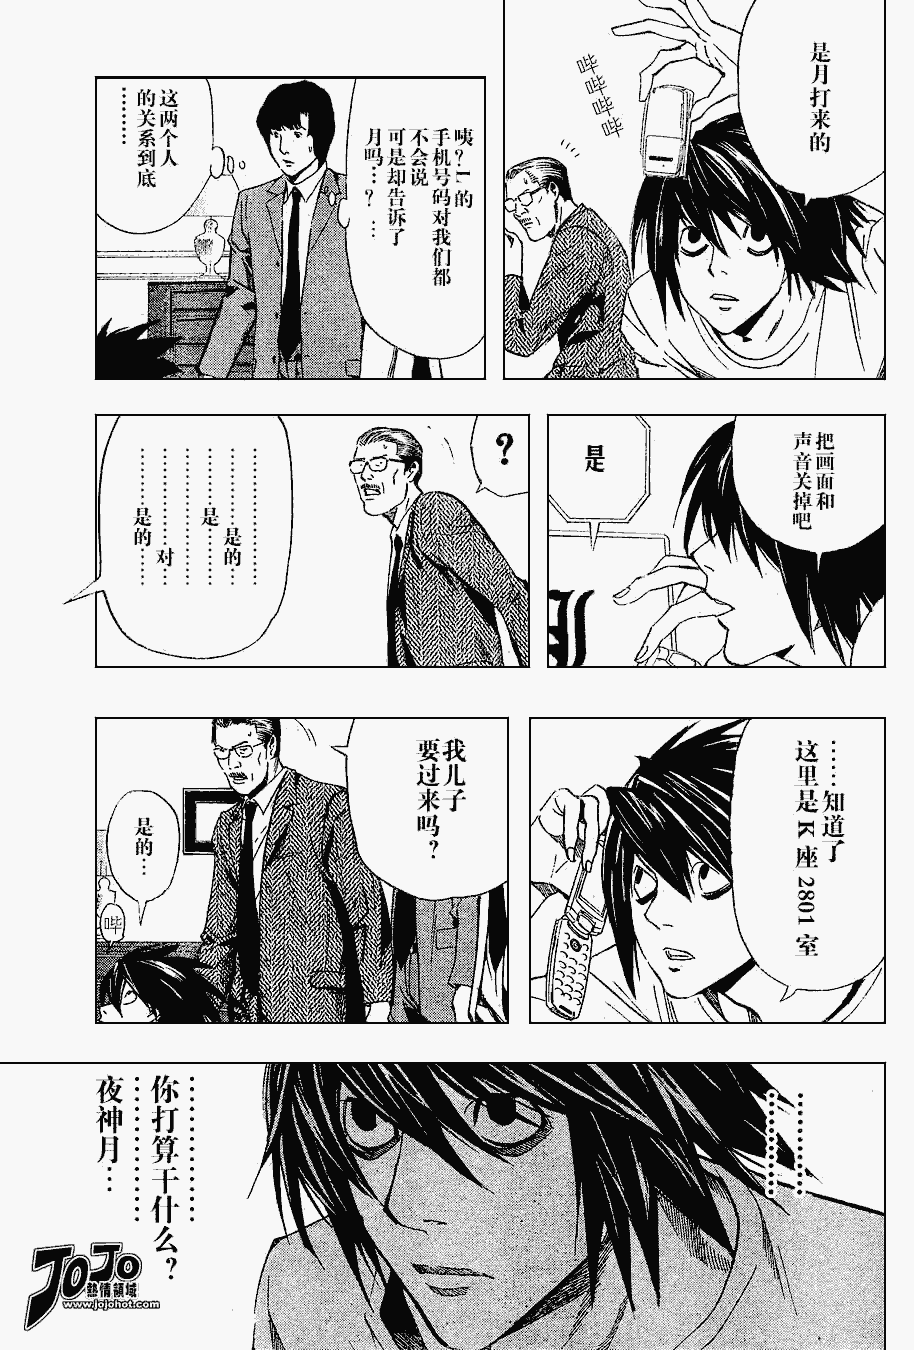 是月打来的
哔哔哔哔
咦？L的
手机号码对我们都
不会说
可是却告诉了
月吗…？…
这两个人
的关系到底
………
把画面和
声音关掉吧
是
？
……………
…………是的…
………是…
……………
…………对…
………是的…
……知道了
这里是K座2801室
我儿子
要过来吗？
是的…
哔
………
………
………
你打算干什么？
………
夜神月…
JOJO
熱情領域
www.jojohot.com